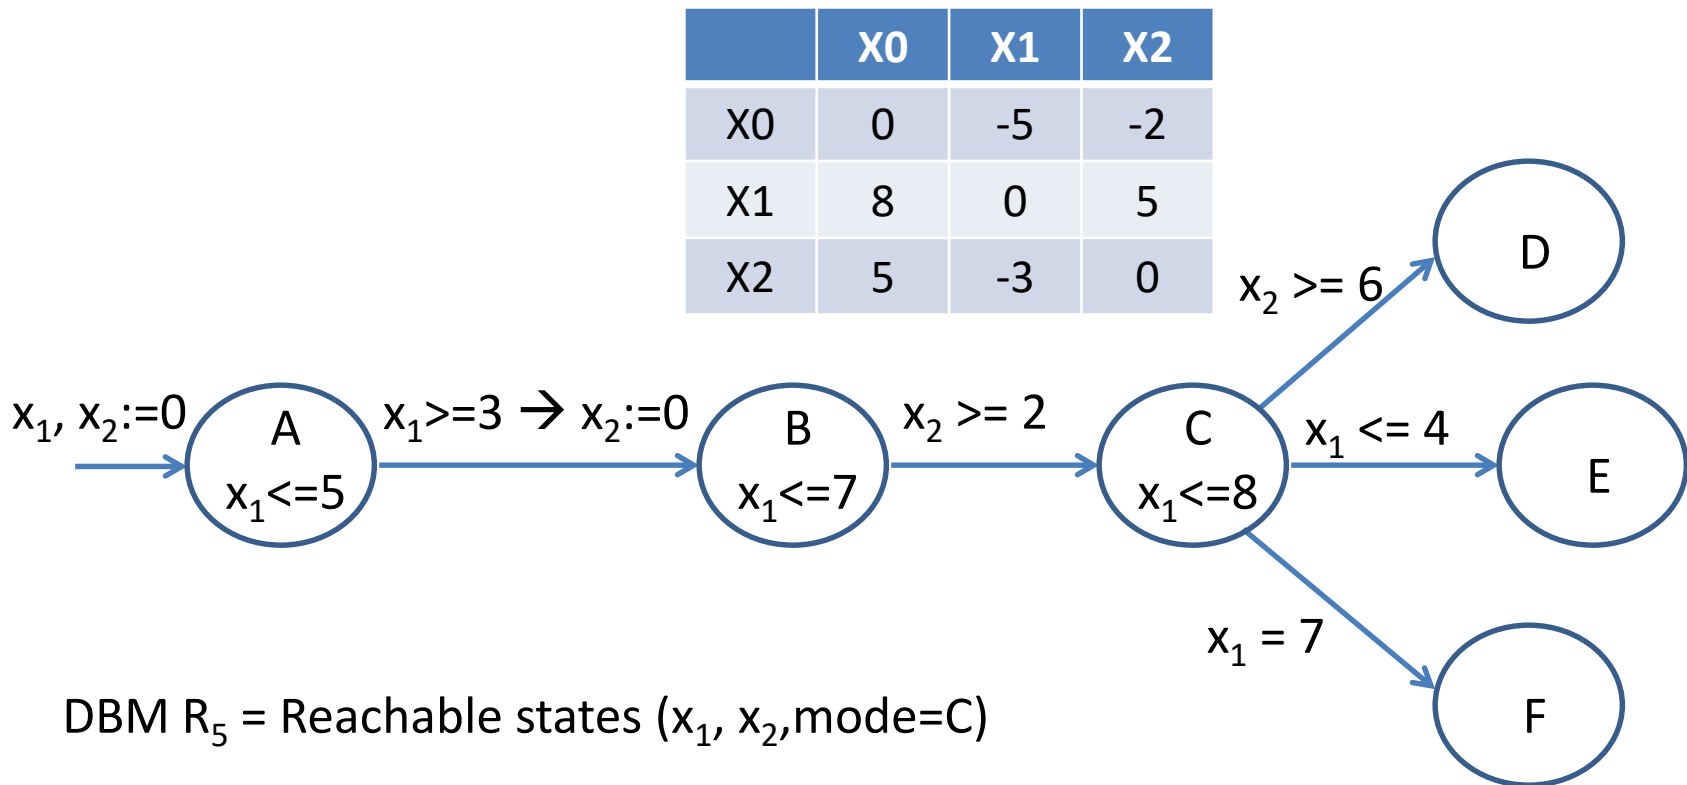 X0 X1 X2
X0 0 -5 -2
X1 8 0 5
X2 5 -3 0
D
x₂ >= 6
x₁, x₂:=0
A
x₁<=5
x₁>=3 → x₂:=0
B
x₁<=7
x₂ >= 2
C
x₁<=8
x₁ <= 4
E
x₁ = 7
F
DBM R₅ = Reachable states (x₁, x₂,mode=C)